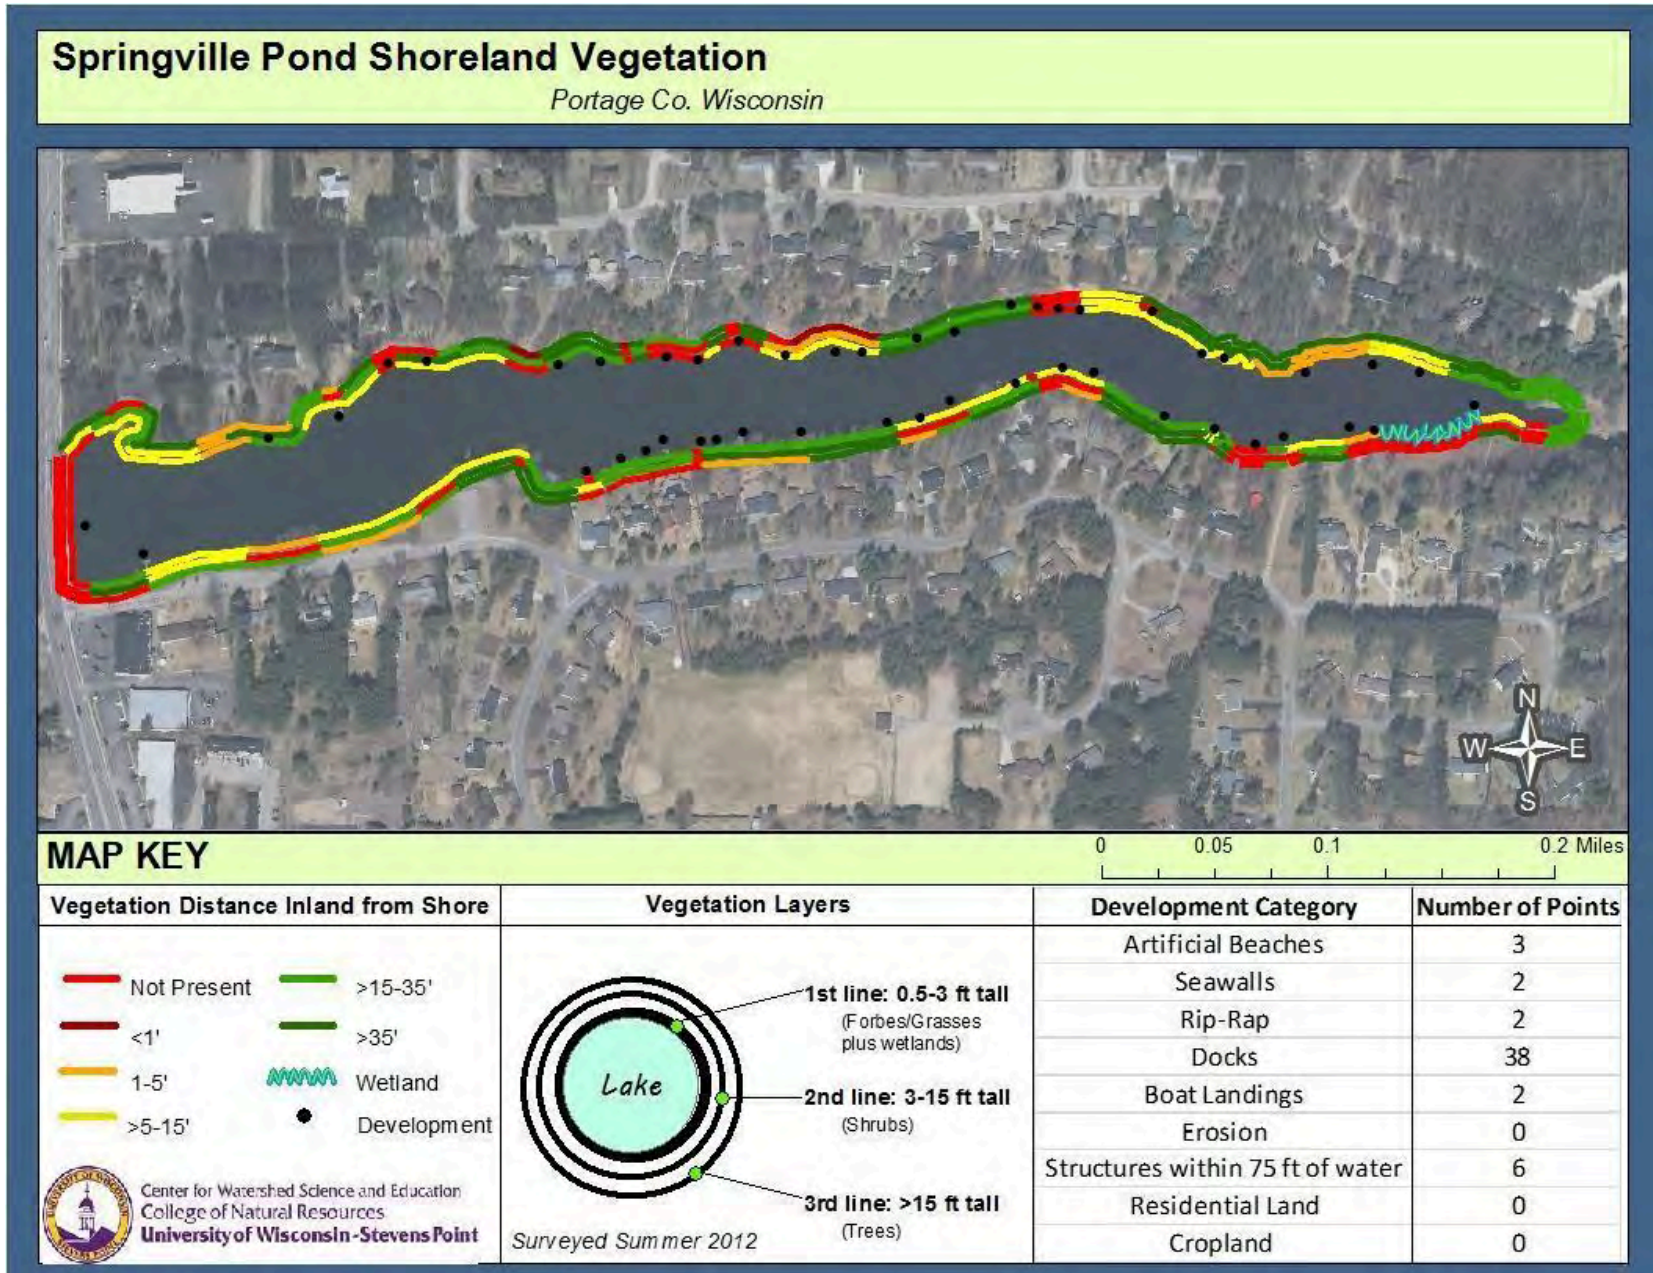 Springville Pond Shoreland Vegetation
Portage Co. Wisconsin
N
W E
S
MAP KEY
0 0.05 0.1 0.2 Miles
Vegetation Distance Inland from Shore
Not Present
<1'
1-5'
>5-15'
>15-35'
>35'
Wetland
Development
Center for Watershed Science and Education
College of Natural Resources
University of Wisconsin-Stevens Point
Vegetation Layers
Lake
1st line: 0.5-3 ft tall
(Forbes/Grasses
plus wetlands)
2nd line: 3-15 ft tall
(Shrubs)
3rd line: >15 ft tall
(Trees)
Surveyed Summer 2012
Development Category Number of Points
Artificial Beaches 3
Seawalls 2
Rip-Rap 2
Docks 38
Boat Landings 2
Erosion 0
Structures within 75 ft of water 6
Residential Land 0
Cropland 0